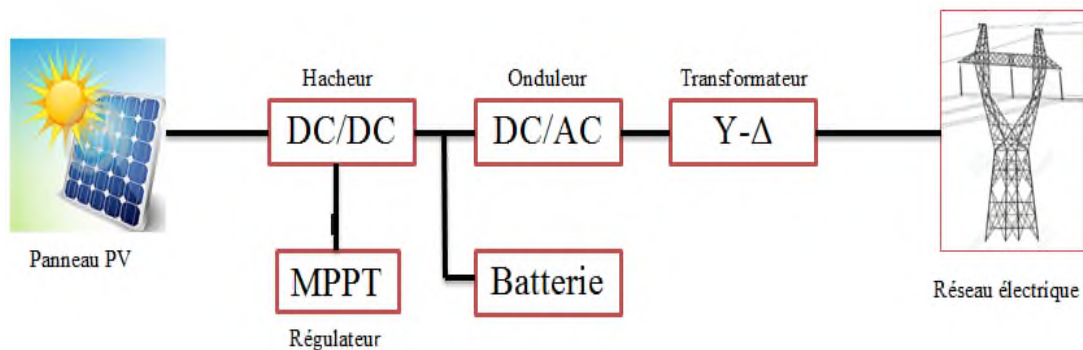 Hacheur
Onduleur
Transformateur
DC/DC
DC/AC
Y-Δ
Panneau PV
MPPT
Batterie
Régulateur
Réseau électrique